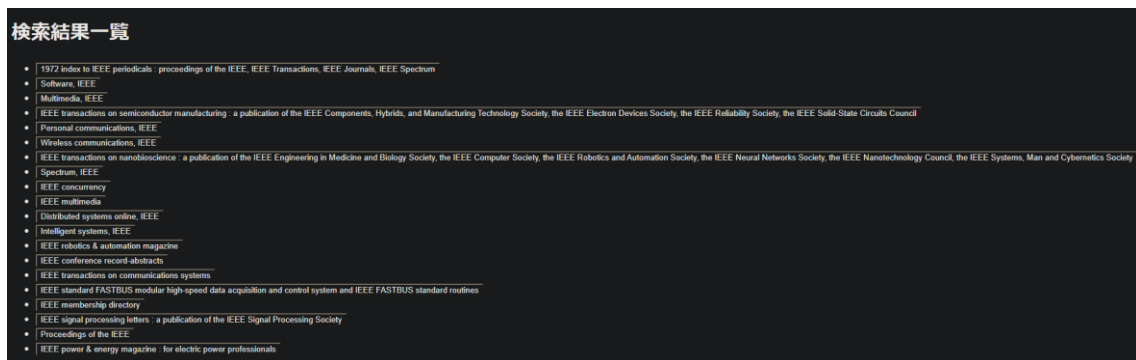 検索結果一覧
1972 index to IEEE periodicals : proceedings of the IEEE, IEEE Transactions, IEEE Journals, IEEE Spectrum
Software, IEEE
Multimedia, IEEE
IEEE transactions on semiconductor manufacturing : a publication of the IEEE Components, Hybrids, and Manufacturing Technology Society, the IEEE Electron Devices Society, the IEEE Reliability Society, the IEEE Solid-State Circuits Council
Personal communications, IEEE
Wireless communications, IEEE
IEEE transactions on nanobioscience : a publication of the IEEE Engineering in Medicine and Biology Society, the IEEE Computer Society, the IEEE Robotics and Automation Society, the IEEE Neural Networks Society, the IEEE Nanotechnology Council, the IEEE Systems, Man and Cybernetics Society
Spectrum, IEEE
IEEE concurrency
IEEE multimedia
Distributed systems online, IEEE
Intelligent systems, IEEE
IEEE robotics & automation magazine
IEEE conference record-abstracts
IEEE transactions on communications systems
IEEE standard FASTBUS modular high-speed data acquisition and control system and IEEE FASTBUS standard routines
IEEE membership directory
IEEE signal processing letters : a publication of the IEEE Signal Processing Society
Proceedings of the IEEE
IEEE power & energy magazine : for electric power professionals